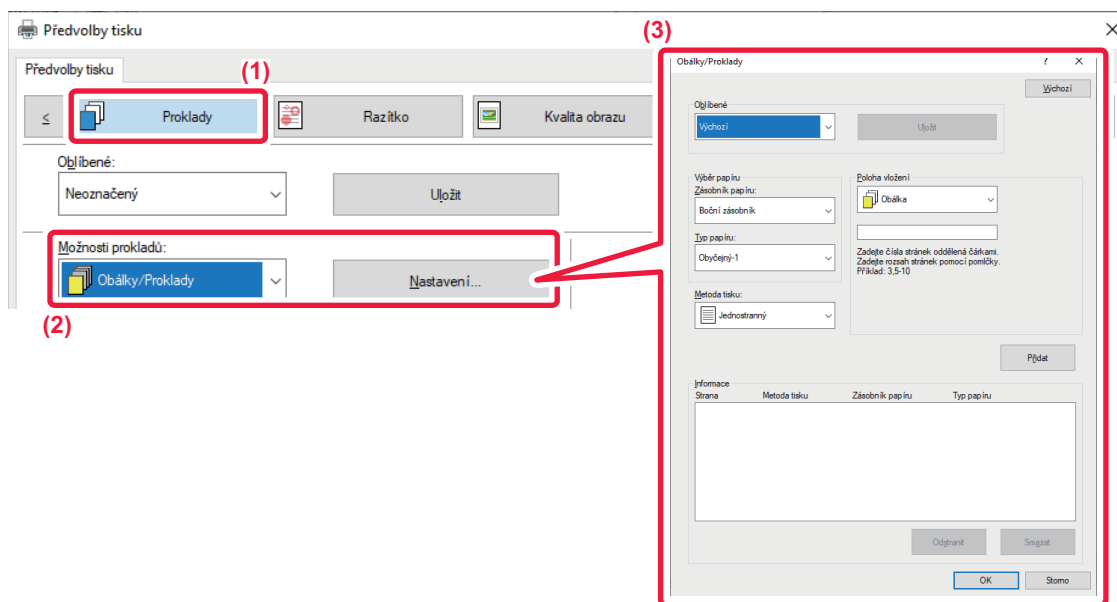 Předvolby tisku
Předvolby tisku
(1)
<
Proklady
Razítko
Kvalita obrazu
Oblíbené:
Neoznačený
Uložit
Možnosti prokladů:
Obálky/Proklady
Nastavení...
(2)
(3)
Obálky/Proklady
?
Výchozí
Oblíbené
Výchozí
Uložit
Výběr papíru
Zásobník papíru:
Boční zásobník
Typ papíru:
Obyčejný-1
Metoda tisku:
Jednostranný
Poloha vložení
Obálka
Zadejte čísla stránek oddělená čárkami.
Zadejte rozsah stránek pomocí pomlčky.
Příklad: 3,5-10
Přidat
Informace
Strana Metoda tisku Zásobník papíru Typ papíru
Odstranit
Smazat
OK
Storno